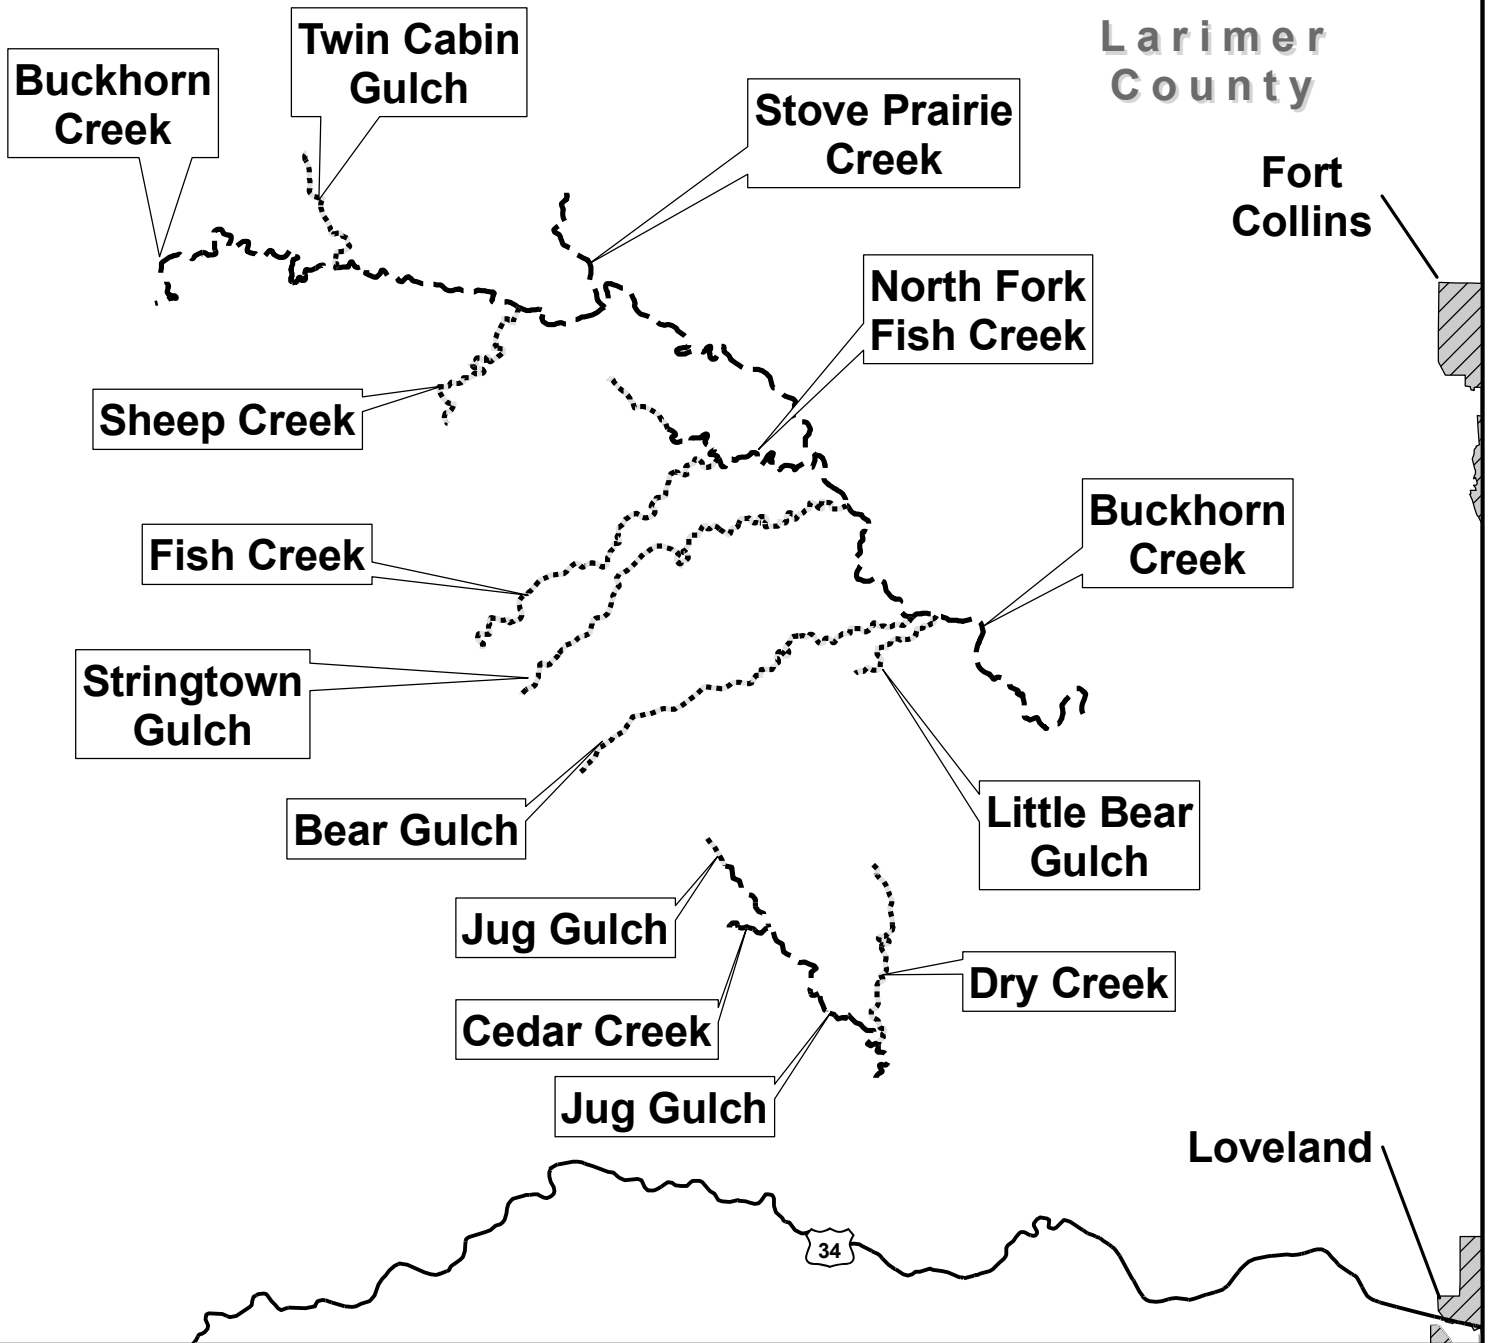 Larimer
County
Twin Cabin
Gulch
Buckhorn
Creek
Stove Prairie
Creek
Fort
Collins
North Fork
Fish Creek
Sheep Creek
Buckhorn
Creek
Fish Creek
Stringtown
Gulch
Bear Gulch
Little Bear
Gulch
Jug Gulch
Dry Creek
Cedar Creek
Jug Gulch
Loveland
34